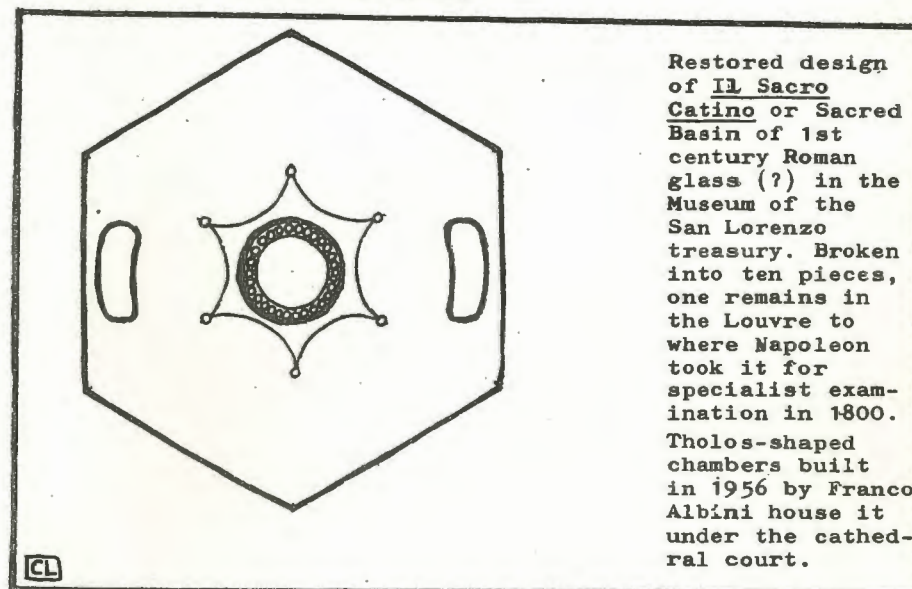 Restored design
of Il Sacro
Catino or Sacred
Basin of 1st
century Roman
glass (?) in the
Museum of the
San Lorenzo
treasury. Broken
into ten pieces,
one remains in
the Louvre to
where Napoleon
took it for
specialist exam-
ination in 1800.
Tholos-shaped
chambers built
in 1956 by Franco
Albini house it
under the cathed-
ral court.
CL